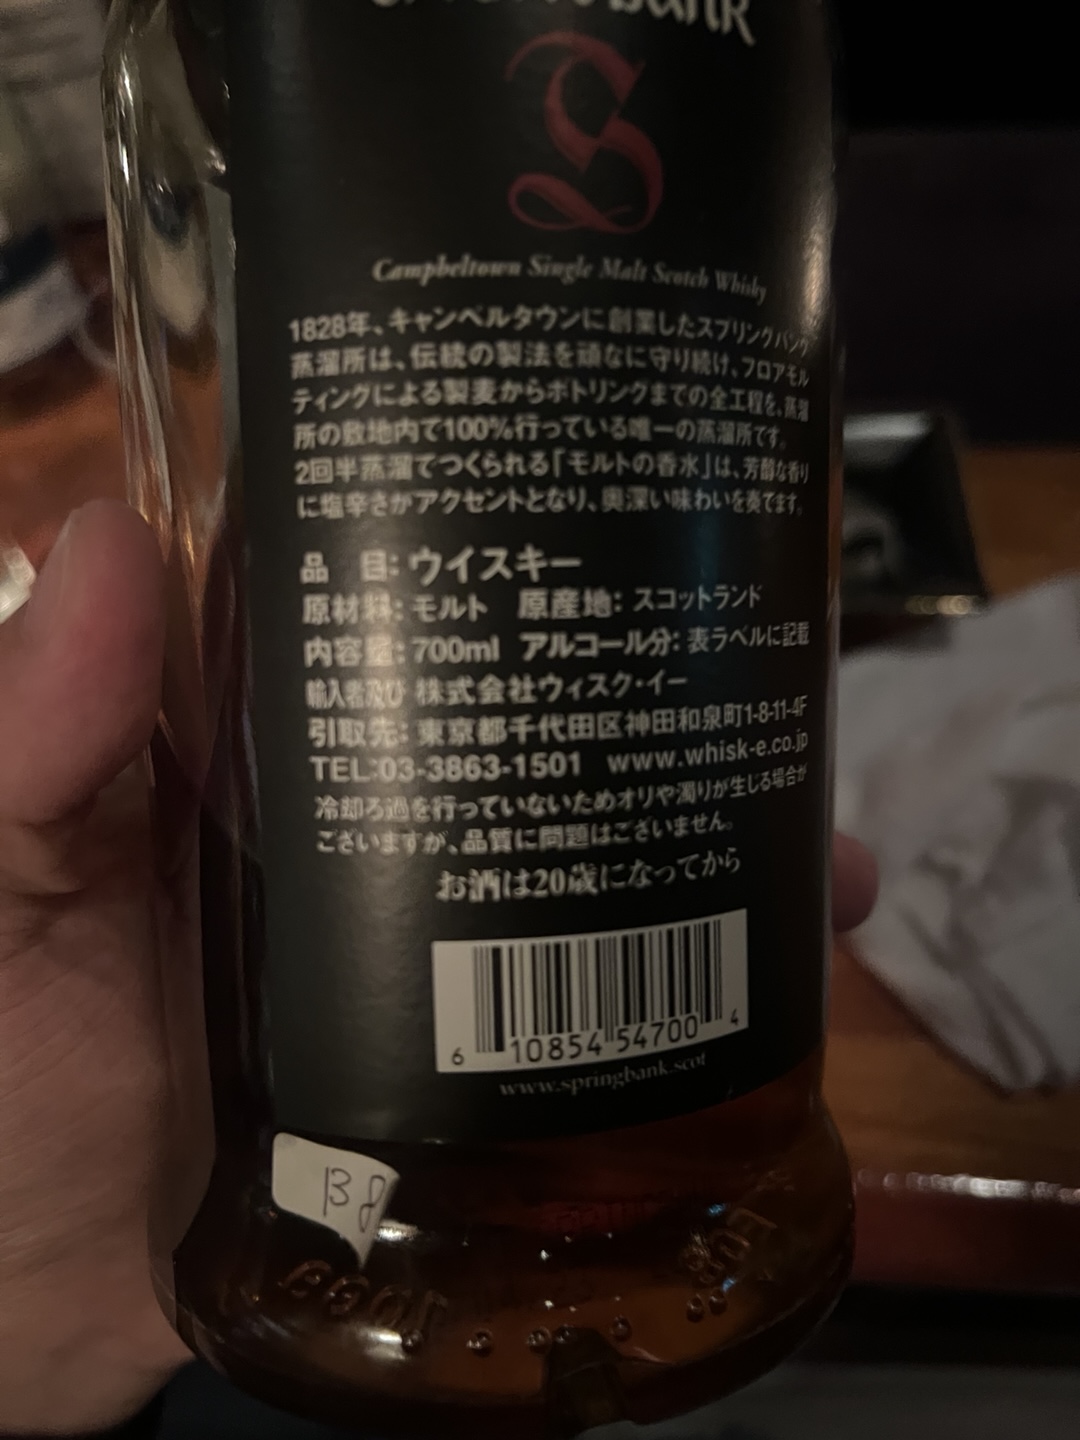 Springbank
S
Campbeltown Single Malt Scotch Whisky
1828年、キャンベルタウンに創業したスプリングバンク
蒸溜所は、伝統の製法を頑なに守り続け、フロアモル
ティングによる製麦からボトリングまでの全工程を、蒸溜
所の敷地内で100%行っている唯一の蒸溜所です。
2回半蒸溜でつくられる「モルトの香水」は、芳醇な香り
に塩辛さがアクセントとなり、奥深い味わいを奏でます。
品 目:ウイスキー
原材料:モルト 原産地:スコットランド
内容量:700ml アルコール分:表ラベルに記載
輸入者及び 株式会社ウィスク・イー
引取先:東京都千代田区神田和泉町1-8-11-4F
TEL:03-3863-1501 www.whisk-e.co.jp
冷却ろ過を行っていないためオリや濁りが生じる場合が
ございますが、品質に問題はございません。
お酒は20歳になってから
6 10854 54700 4
www.springbank.scot